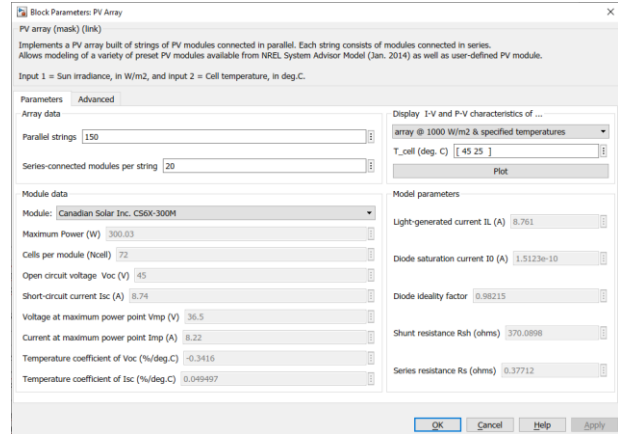 Block Parameters: PV Array
PV array (mask) (link)
Implements a PV array built of strings of PV modules connected in parallel. Each string consists of modules connected in series.
Allows modeling of a variety of preset PV modules available from NREL System Advisor Model (Jan. 2014) as well as user-defined PV module.
Input 1 = Sun irradiance, in W/m2, and input 2 = Cell temperature, in deg.C.
Parameters Advanced
Array data
Parallel strings 150
Series-connected modules per string 20
Display I-V and P-V characteristics of ...
array @ 1000 W/m2 & specified temperatures
T_cell (deg. C) [ 45 25 ]
Plot
Module data
Module: Canadian Solar Inc. CS6X-300M
Maximum Power (W) 300.03
Cells per module (Ncell) 72
Open circuit voltage Voc (V) 45
Short-circuit current Isc (A) 8.74
Voltage at maximum power point Vmp (V) 36.5
Current at maximum power point Imp (A) 8.22
Temperature coefficient of Voc (%/deg.C) -0.3416
Temperature coefficient of Isc (%/deg.C) 0.049497
Model parameters
Light-generated current IL (A) 8.761
Diode saturation current I0 (A) 1.5123e-10
Diode ideality factor 0.98215
Shunt resistance Rsh (ohms) 370.0898
Series resistance Rs (ohms) 0.37712
OK Cancel Help Apply